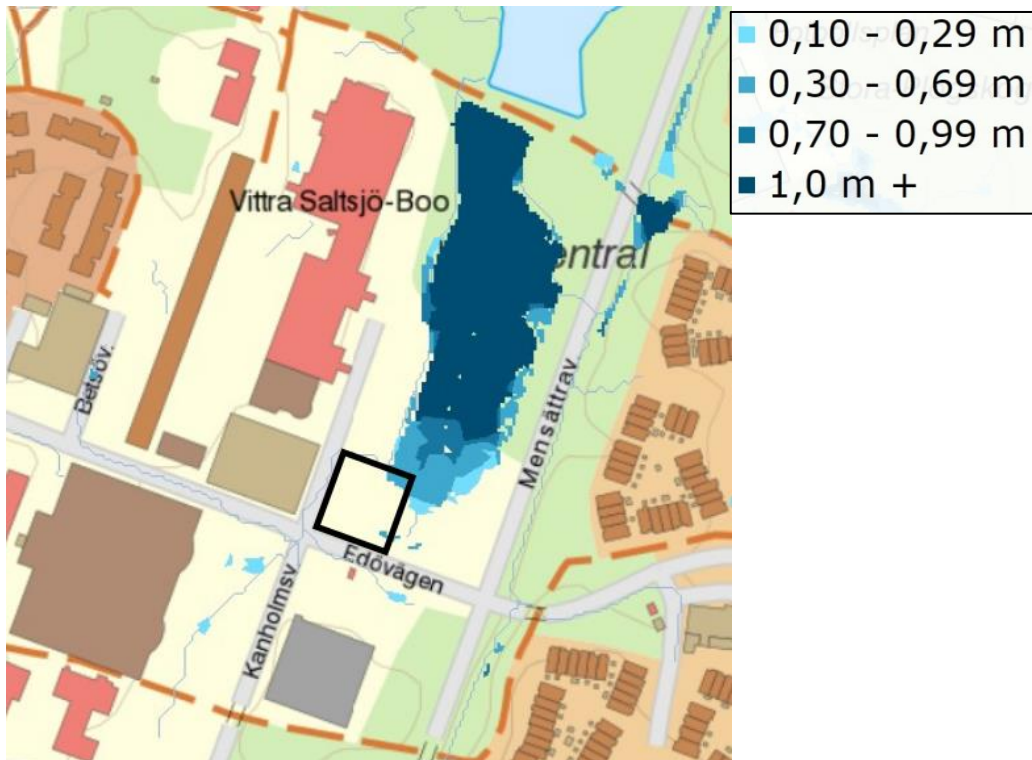 0,10 - 0,29 m
0,30 - 0,69 m
0,70 - 0,99 m
1,0 m +
Vittra Saltsjö-Boo
entral
Betsöv.
Mensättrav.
Edövägen
Kanholmsv.